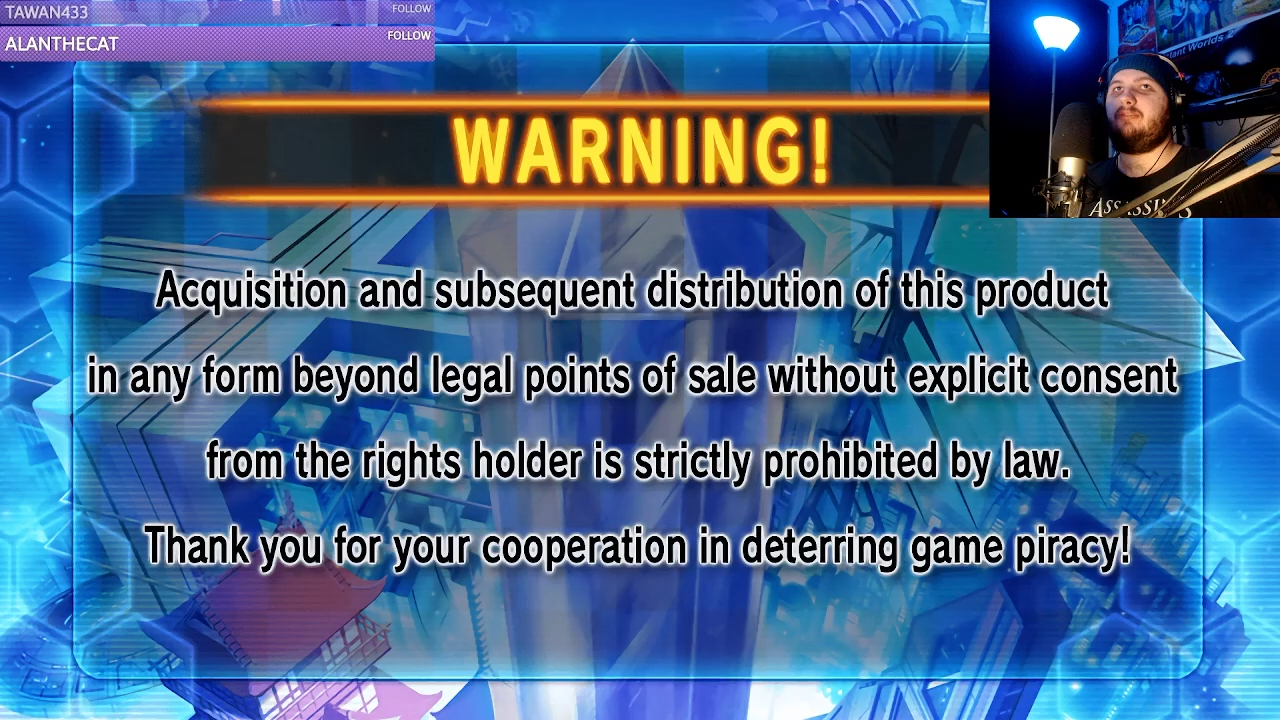 TAWAN433 FOLLOW
ALANTHECAT FOLLOW
WARNING!
Acquisition and subsequent distribution of this product
in any form beyond legal points of sale without explicit consent
from the rights holder is strictly prohibited by law.
Thank you for your cooperation in deterring game piracy!